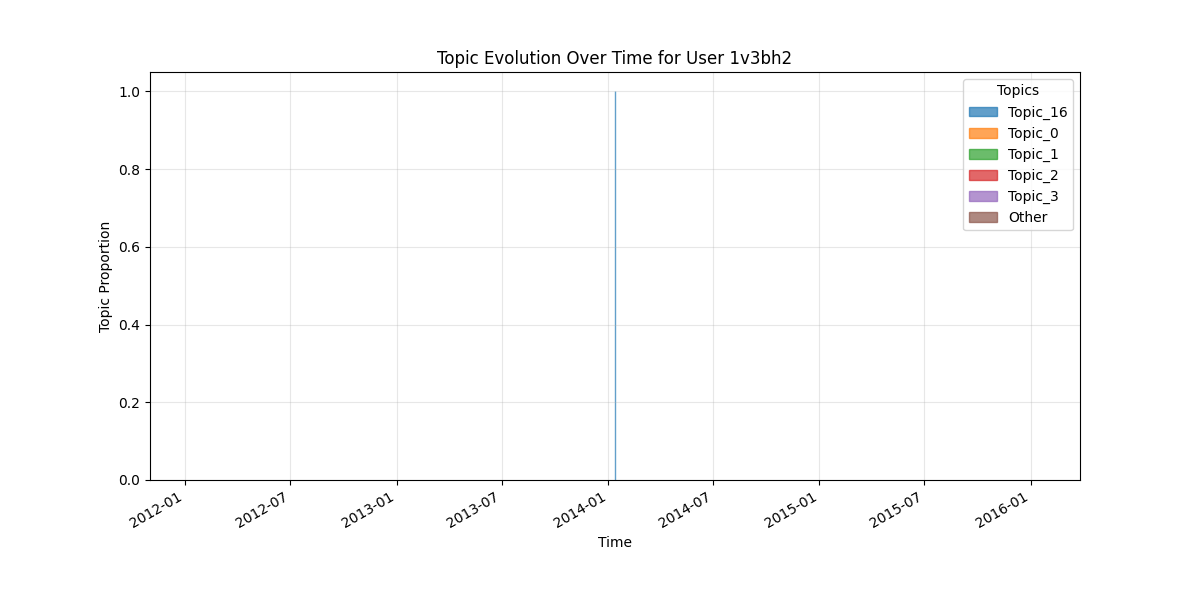 Topic Evolution Over Time for User 1v3bh2
Topics
Topic_16
Topic_0
Topic_1
Topic_2
Topic_3
Other
1.0
0.8
0.6
0.4
0.2
0.0
Topic Proportion
2012-01
2012-07
2013-01
2013-07
2014-01
2014-07
2015-01
2015-07
2016-01
Time